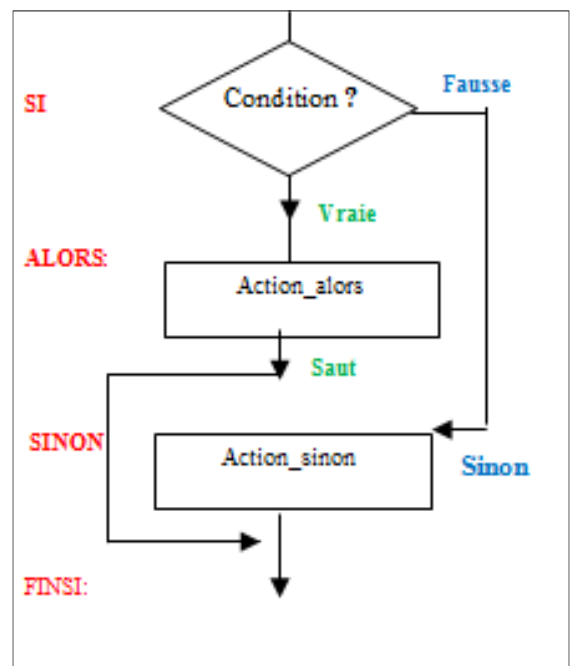 SI
Condition ?
Fausse
Vraie
ALORS:
Action_alors
Saut
SINON
Action_sinon
Sinon
FINSI: